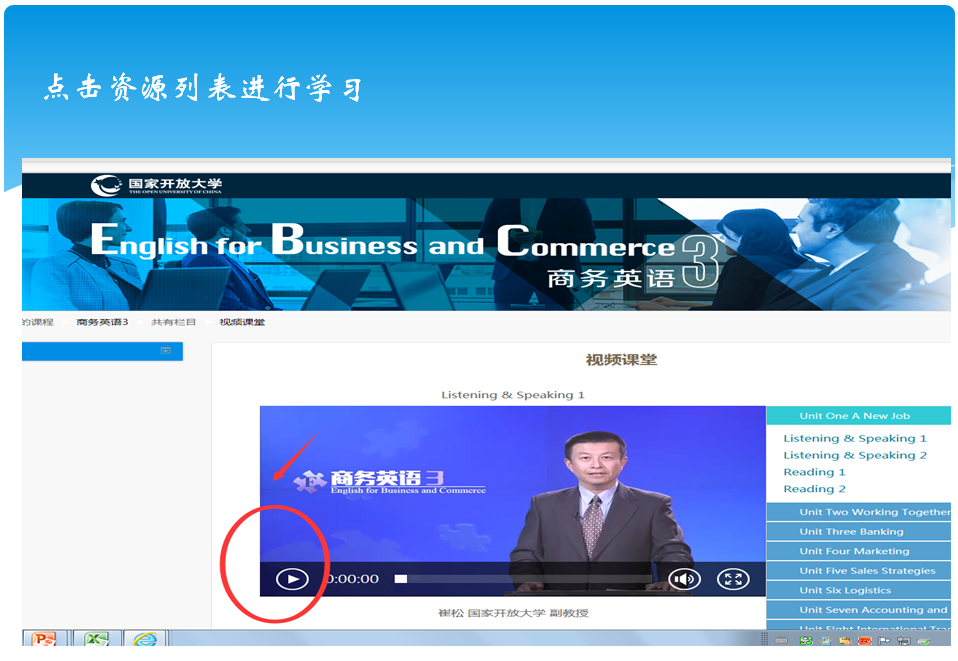 点击资源列表进行学习
国家开放大学
THE OPEN UNIVERSITY OF CHINA
English for Business and Commerce 3
商务英语
的课程 商务英语3 共有栏目 视频课堂
视频课堂
Listening & Speaking 1
Unit One A New Job
Listening & Speaking 1
Listening & Speaking 2
Reading 1
Reading 2
Unit Two Working Together
Unit Three Banking
Unit Four Marketing
Unit Five Sales Strategies
Unit Six Logistics
Unit Seven Accounting and
Unit Eight International Tra
商务英语3
English for Business and Commerce
0:00:00
崔松 国家开放大学 副教授